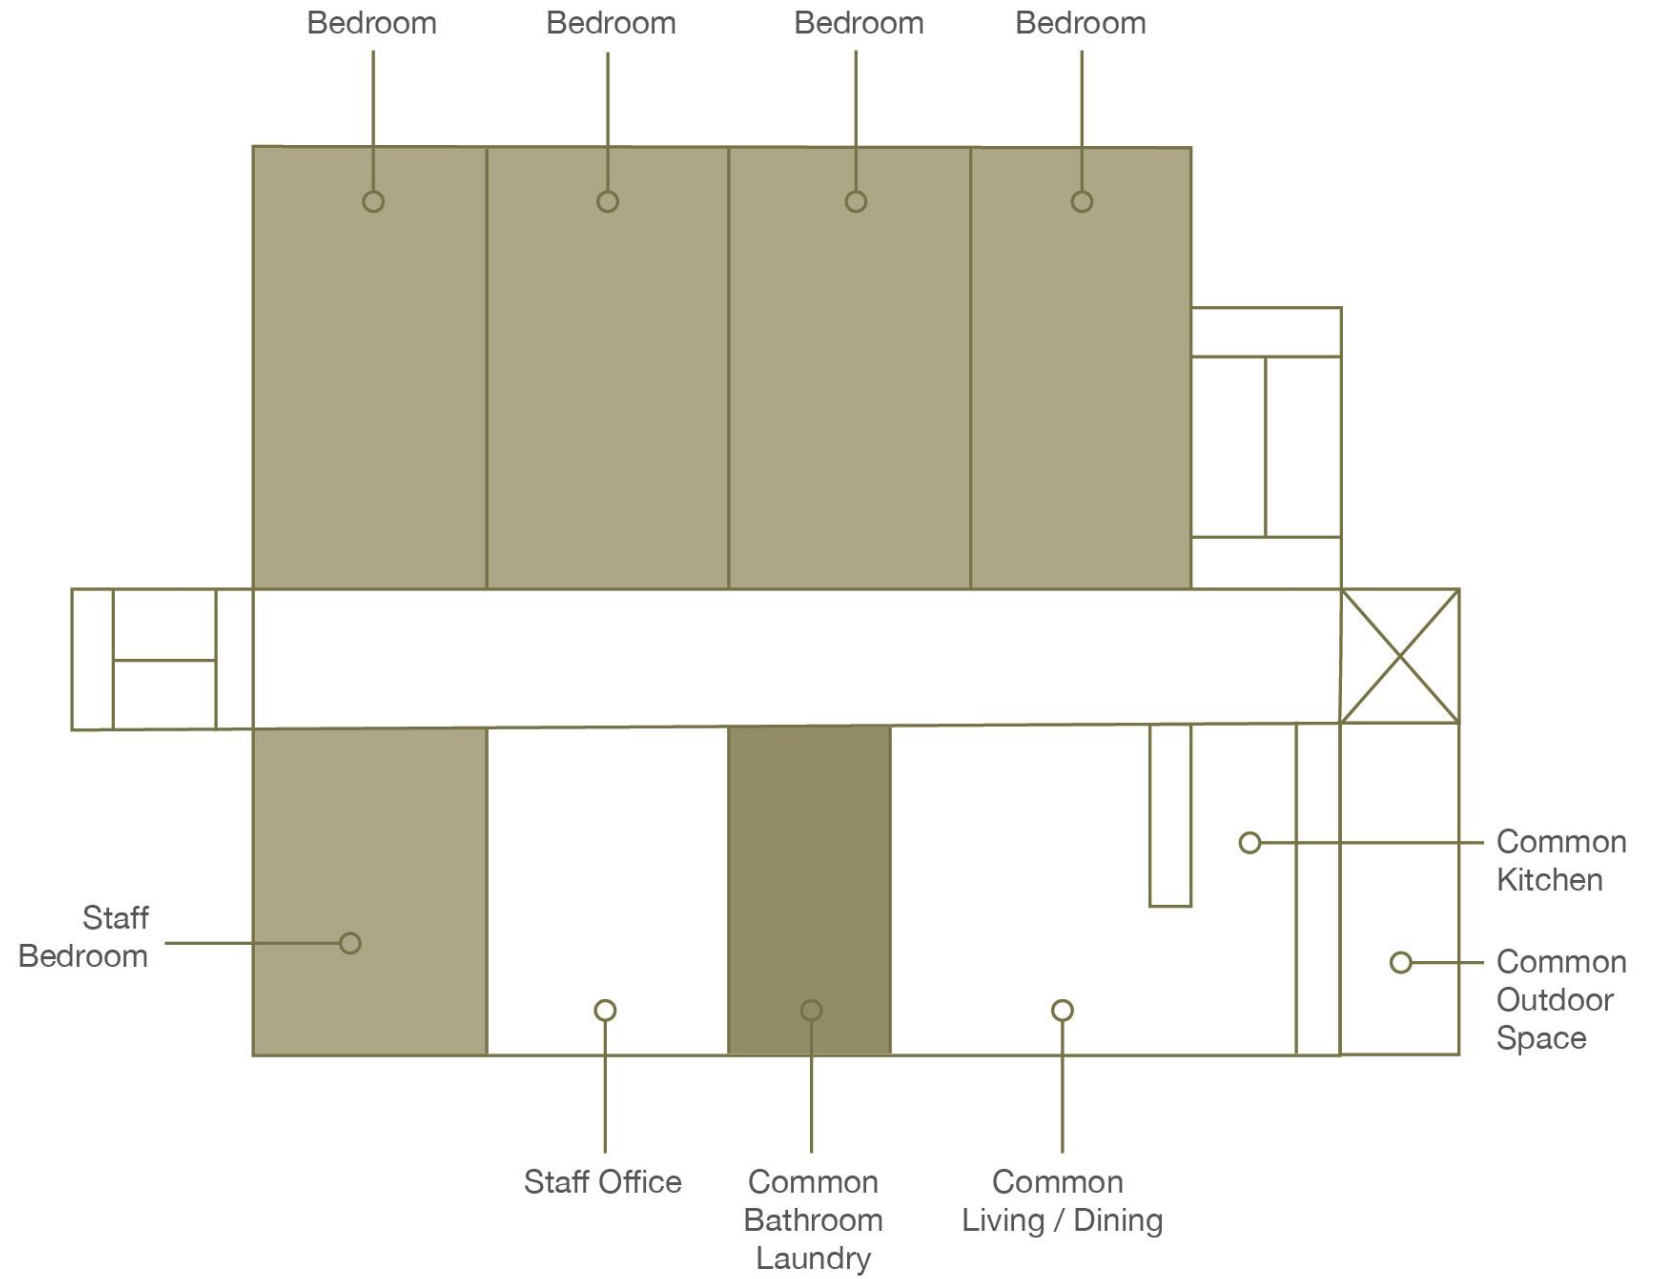 Bedroom
Bedroom
Bedroom
Bedroom
Common
Kitchen
Staff
Bedroom
Common
Outdoor
Space
Staff Office
Common
Bathroom
Laundry
Common
Living / Dining